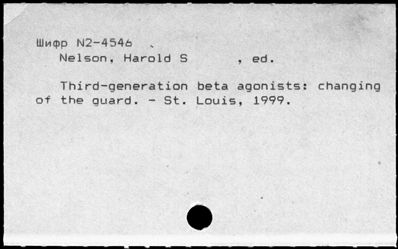 Шифр N2-4546
Nelson, Harold S , ed.
Third-generation beta agonists: changing
of the guard. - St. Louis, 1999.